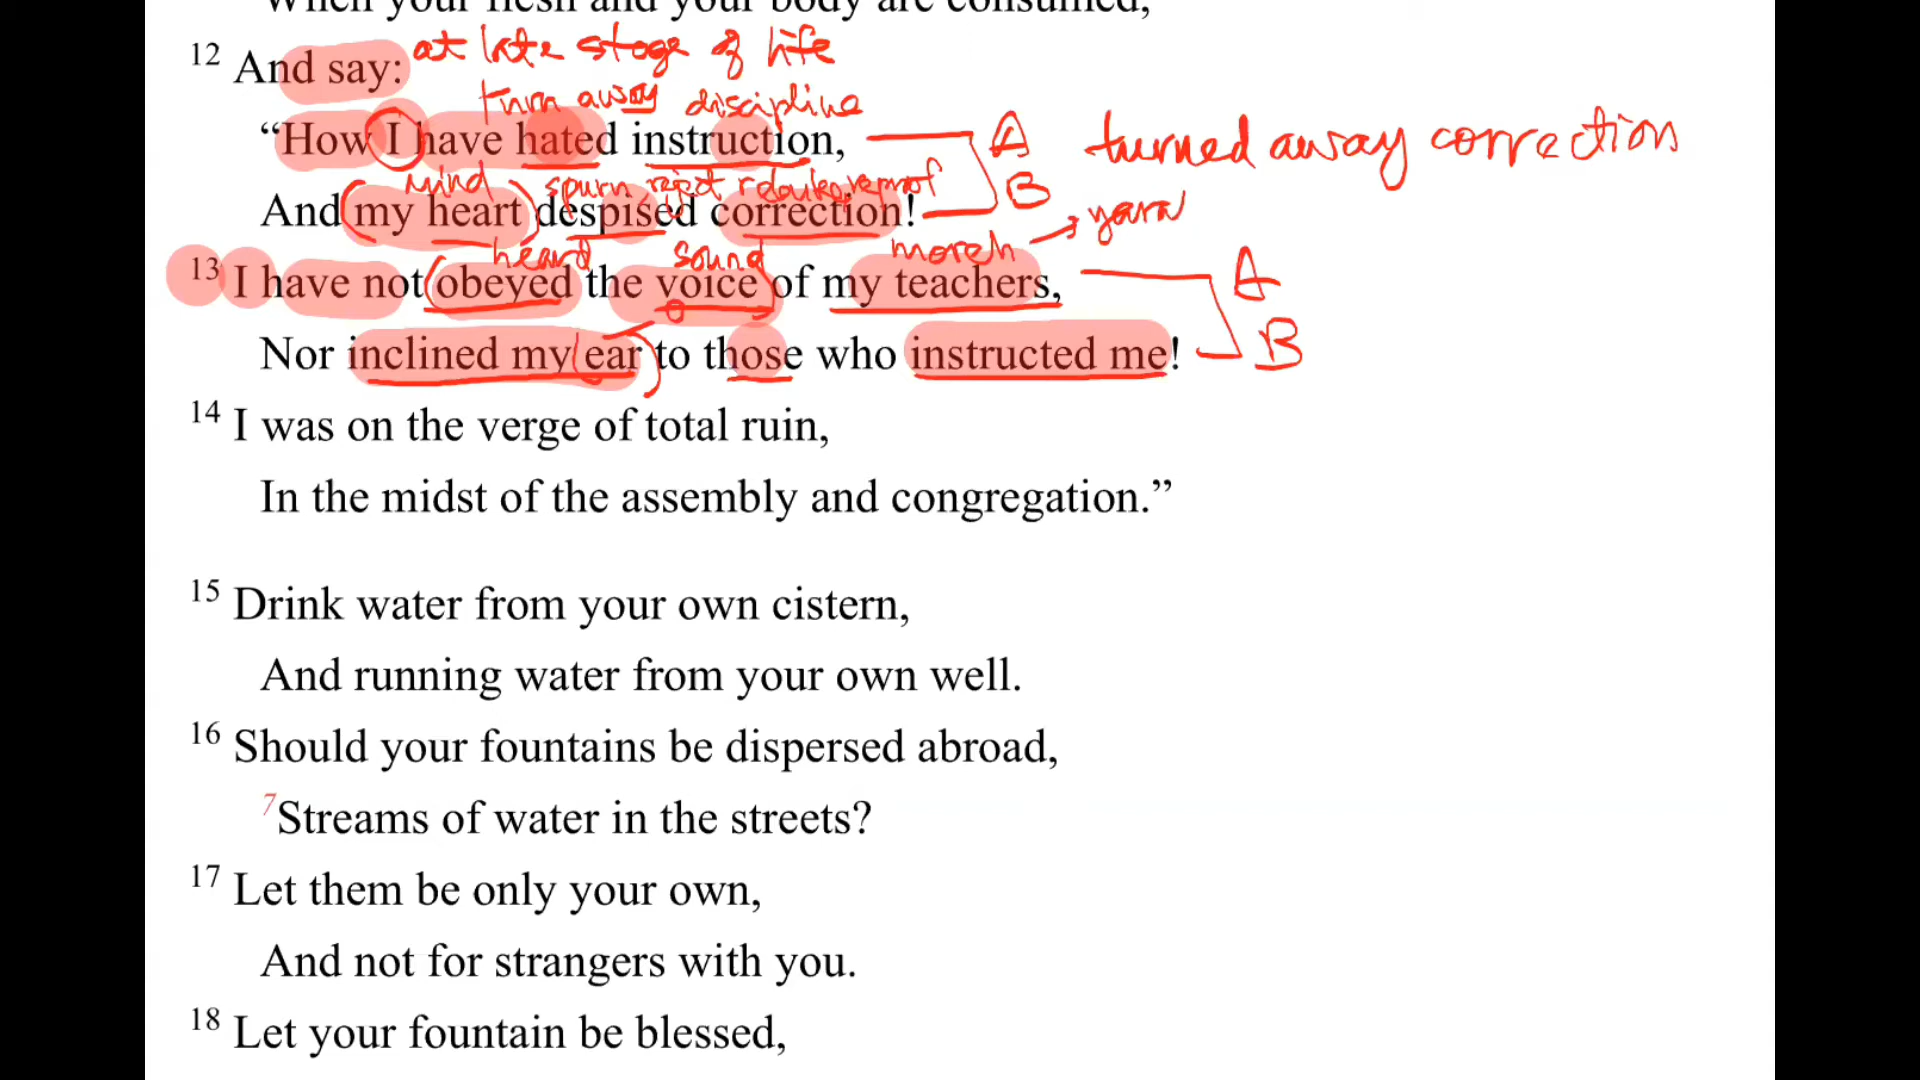 When your flesh and your body are consumed,
at late stage of life
12 And say:
turn away discipline
“How I have hated instruction, A turned away correction
mind spurn reject rebuke reproof
And my heart despised correction! B
heard sound moreh → yara
13 I have not obeyed the voice of my teachers, A
Nor inclined my ear to those who instructed me! B
14 I was on the verge of total ruin,
In the midst of the assembly and congregation.”
15 Drink water from your own cistern,
And running water from your own well.
16 Should your fountains be dispersed abroad,
7Streams of water in the streets?
17 Let them be only your own,
And not for strangers with you.
18 Let your fountain be blessed,